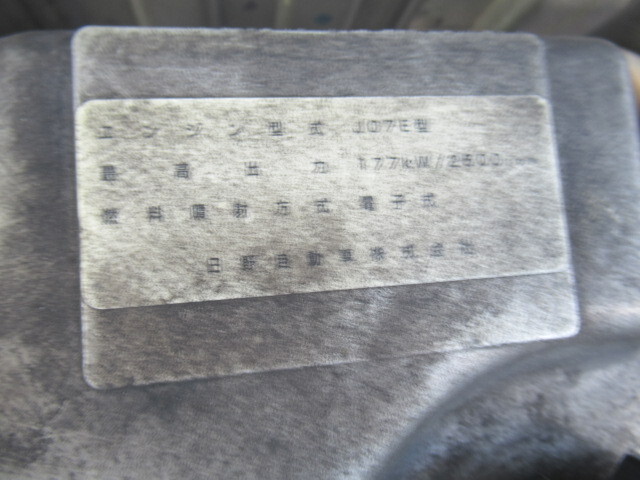 エンジン型式 J07E型
最高出力 177kW/2500
燃料噴射方式 電子式
日野自動車株式会社